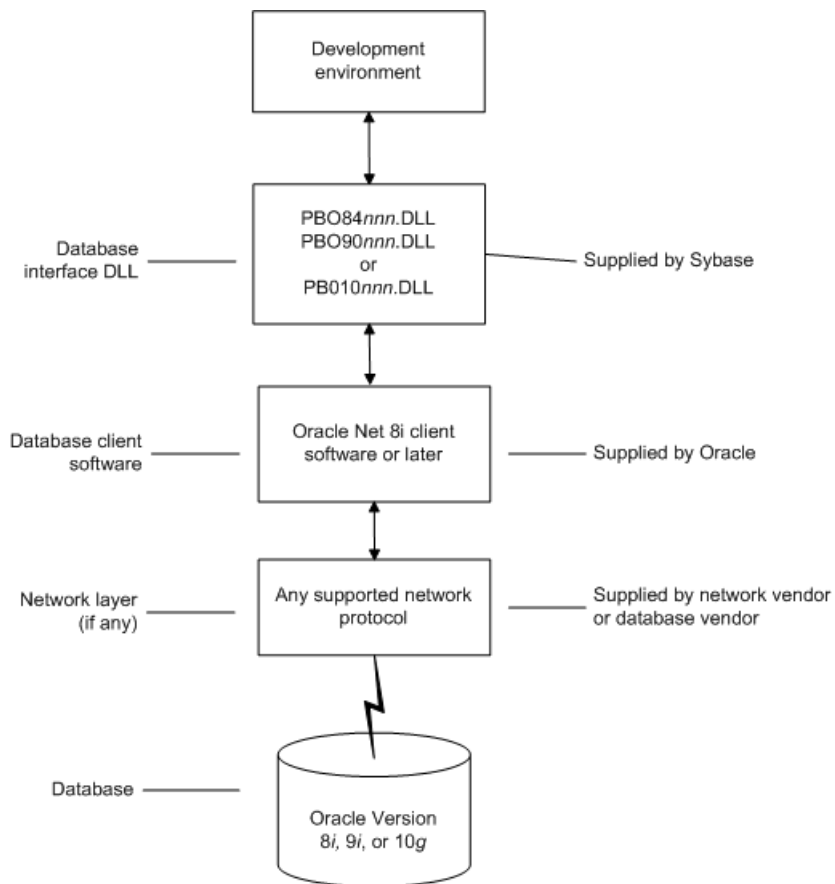 Development
environment
PBO84nnn.DLL
PBO90nnn.DLL
or
PB010nnn.DLL
Database
interface DLL
Supplied by Sybase
Oracle Net 8i client
software or later
Database client
software
Supplied by Oracle
Any supported network
protocol
Network layer
(if any)
Supplied by network vendor
or database vendor
Database
Oracle Version
8i, 9i, or 10g